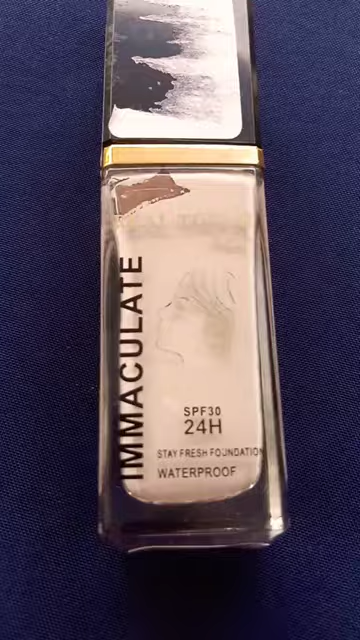 IMMACULATE
SPF30
24H
STAY FRESH FOUNDATION
WATERPROOF